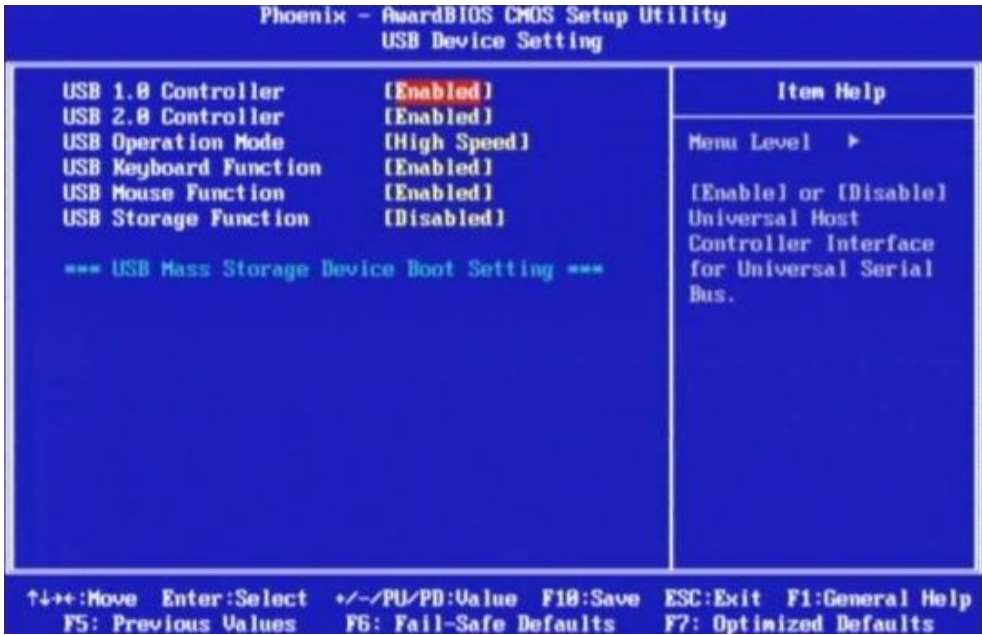 Phoenix - AwardBIOS CMOS Setup Utility
USB Device Setting
USB 1.0 Controller [Enabled]
USB 2.0 Controller [Enabled]
USB Operation Mode [High Speed]
USB Keyboard Function [Enabled]
USB Mouse Function [Enabled]
USB Storage Function [Disabled]
*** USB Mass Storage Device Boot Setting ***
Item Help
Menu Level ►
[Enable] or [Disable]
Universal Host
Controller Interface
for Universal Serial
Bus.
↑↓→←:Move Enter:Select +/-/PU/PD:Value F10:Save ESC:Exit F1:General Help
F5: Previous Values F6: Fail-Safe Defaults F7: Optimized Defaults